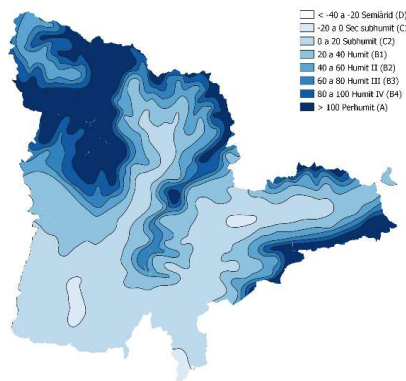 < -40 a -20 Semiàrid (D)
-20 a 0 Sec subhumit (C1
0 a 20 Subhumit (C2)
20 a 40 Humit (B1)
40 a 60 Humit II (B2)
60 a 80 Humit III (B3)
80 a 100 Humit IV (B4)
> 100 Perhumit (A)